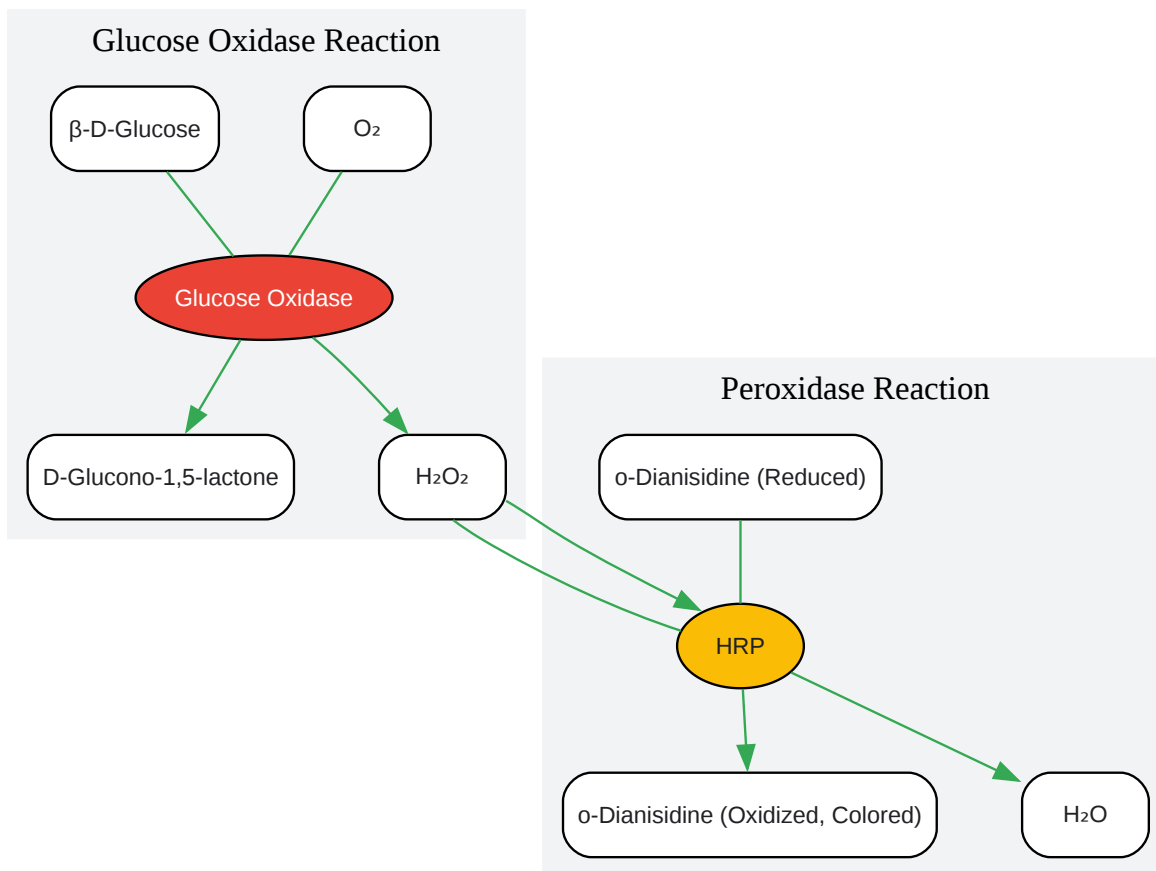 Glucose Oxidase Reaction
β-D-Glucose
O₂
Glucose Oxidase
D-Glucono-1,5-lactone
H₂O₂
Peroxidase Reaction
o-Dianisidine (Reduced)
HRP
o-Dianisidine (Oxidized, Colored)
H₂O